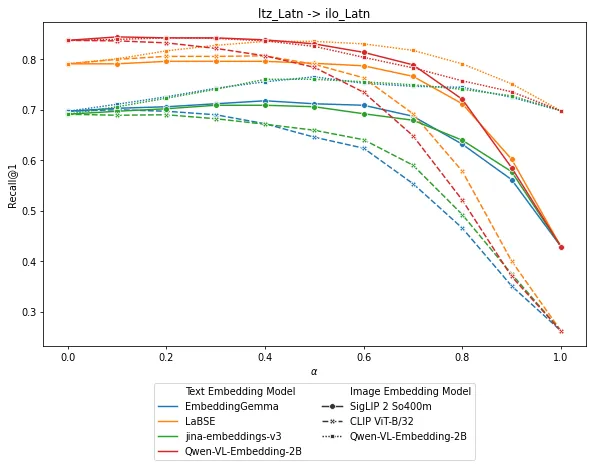 ltz_Latn -> ilo_Latn
Recall@1
0.8
0.7
0.6
0.5
0.4
0.3
0.0 0.2 0.4 0.6 0.8 1.0
α
Text Embedding Model Image Embedding Model
EmbeddingGemma SigLIP 2 So400m
LaBSE CLIP ViT-B/32
jina-embeddings-v3 Qwen-VL-Embedding-2B
Qwen-VL-Embedding-2B